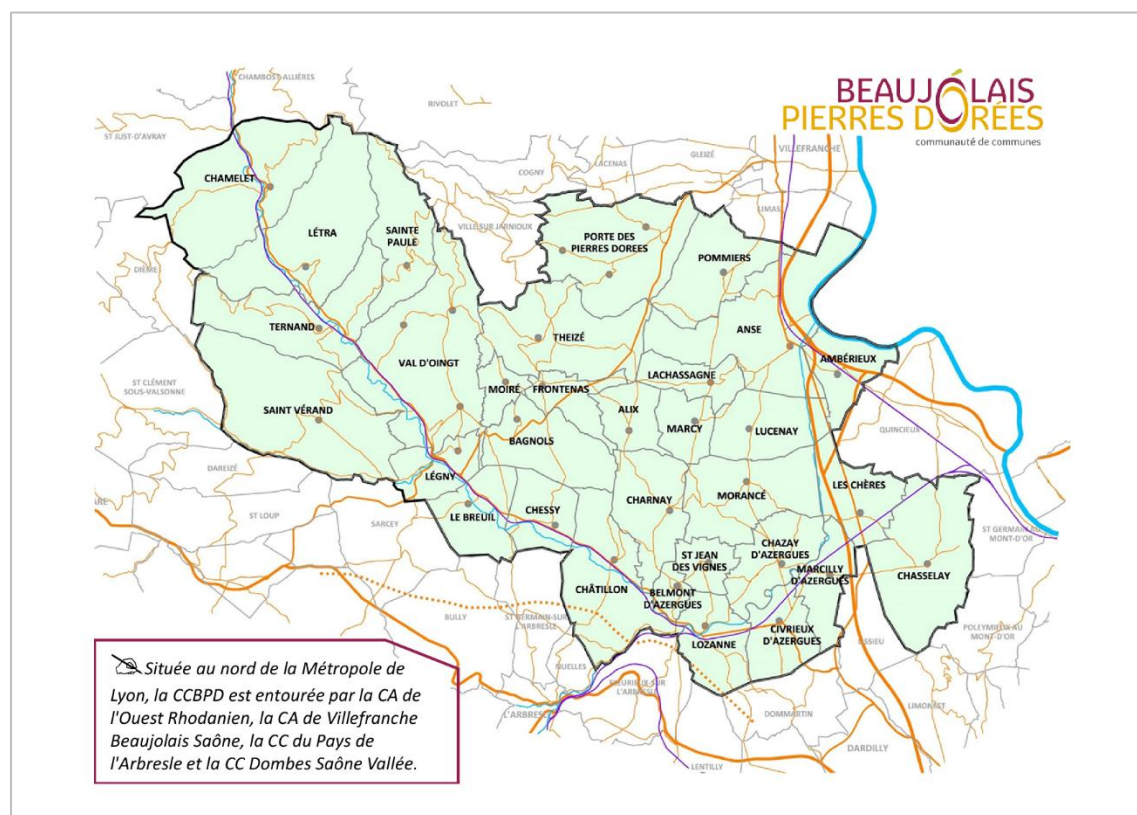 BEAUJOLAIS
PIERRES DORÉES
communauté de communes
CHAMBOST-ALLIÈRES
RIVOLET
ST JUST-D'AVRAY
VILLEFRANCHE
GLEIZÉ
LACENAS
COGNY
CHAMELET
LIMAS
LÉTRA
SAINTE
PAULE
VILLE SUR JARNIOUX
PORTE DES
PIERRES DOREES
POMMIERS
DIÈME
TERNAND
THEIZÉ
ANSE
AMBÉRIEUX
VAL D'OINGT
ST CLÉMENT
SOUS-VALSONNE
MOIRÉ
FRONTENAS
LACHASSAGNE
SAINT VÉRAND
ALIX
MARCY
LUCENAY
QUINCIEUX
BAGNOLS
DAREIZÉ
LÉGNY
LES CHÈRES
MORANCÉ
CHARNAY
ST LOUP
SARCEY
LE BREUIL
CHESSY
ST GERMAIN AU
MONT-D'OR
CHAZAY
D'AZERGUES
ST JEAN
DES VIGNES
MARCILLY
D'AZERGUES
CHASSELAY
CHÂTILLON
BELMONT
D'AZERGUES
BULLY
ST GERMAIN-SUR
L'ARBRESLE
CIVRIEUX
D'AZERGUES
POLEYMIEUX AU
MONT-D'OR
LOZANNE
NUELLES
FLEURIEUX-SUR
L'ARBRESLE
L'ARBRESLE
DOMMARTIN
LIMONEST
DARDILLY
LENTILLY
Située au nord de la Métropole de
Lyon, la CCBPD est entourée par la CA de
l'Ouest Rhodanien, la CA de Villefranche
Beaujolais Saône, la CC du Pays de
l'Arbresle et la CC Dombes Saône Vallée.